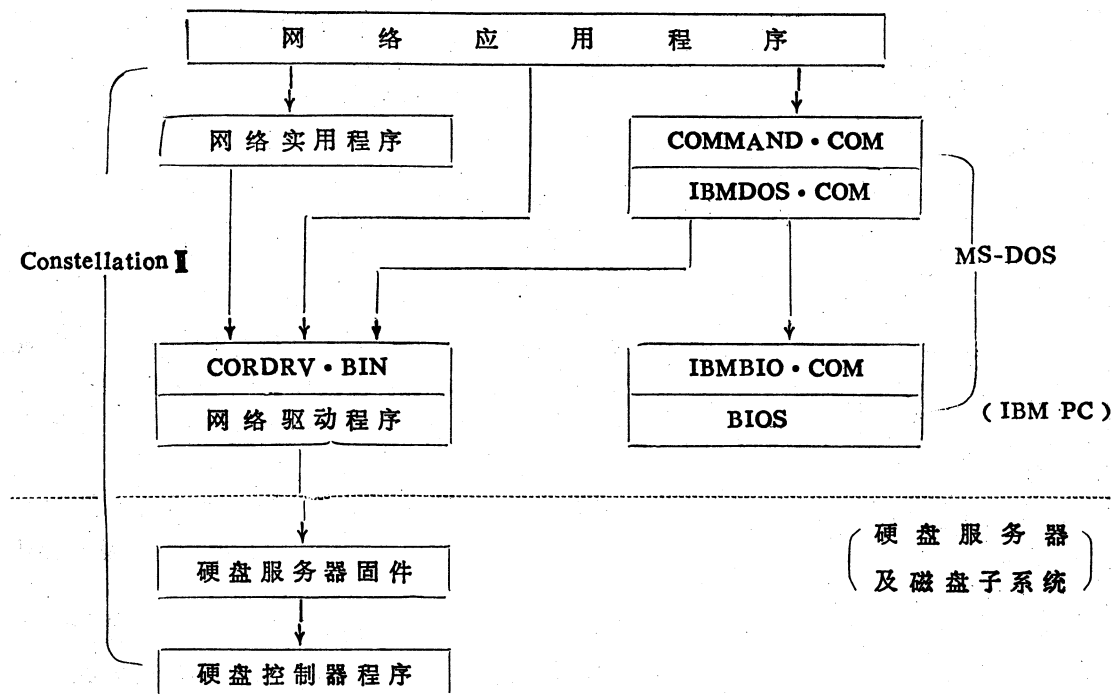 网络应用程序
网络实用程序
COMMAND·COM
IBMDOS·COM
Constellation Ⅱ
MS-DOS
CORDRV·BIN
网络驱动程序
IBMBIO·COM
BIOS
(IBM PC)
硬盘服务器
及磁盘子系统
硬盘服务器固件
硬盘控制器程序